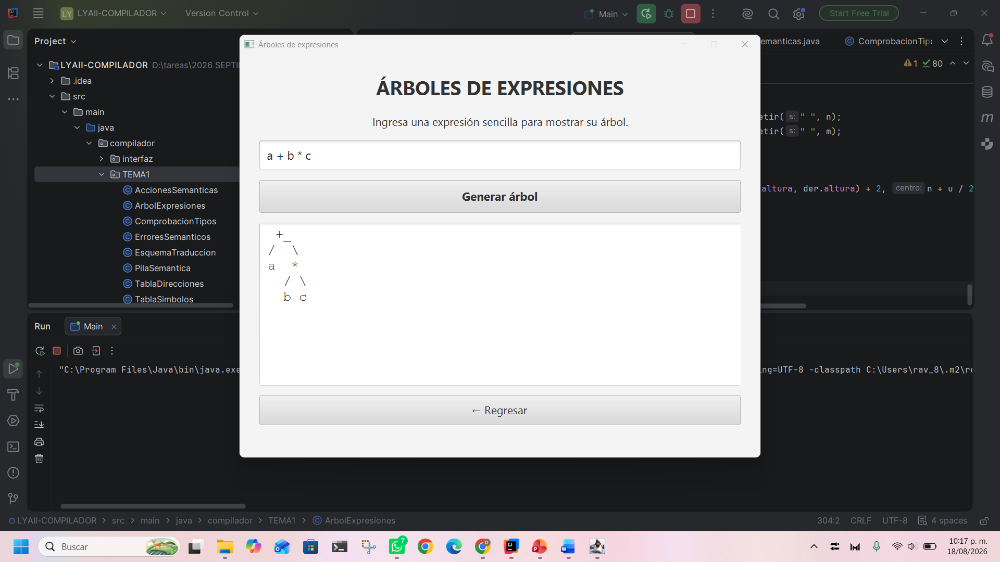 LY LYAII-COMPILADOR Version Control Main Start Free Trial
Project
LYAII-COMPILADOR D:\tareas\2026 SEPTI
.idea
src
main
java
compilador
interfaz
TEMA1
AccionesSemanticas
ArbolExpresiones
ComprobacionTipos
ErroresSemanticos
EsquemaTraduccion
PilaSemantica
TablaDirecciones
TablaSimbolos
emanticas.java ComprobacionTip
1 80
etir( s: " ", n);
etir( s: " ", m);
altura, der.altura) + 2, centro: n + u / 2
Árboles de expresiones
ÁRBOLES DE EXPRESIONES
Ingresa una expresión sencilla para mostrar su árbol.
a + b * c
Generar árbol
+_
/ \
a *
/ \
b c
← Regresar
Run Main
"C:\Program Files\Java\bin\java.exe
ng=UTF-8 -classpath C:\Users\rav_8\.m2\re
LYAII-COMPILADOR > src > main > java > compilador > TEMA1 > ArbolExpresiones 304:2 CRLF UTF-8 4 spaces
Buscar
7
10:17 p. m.
18/08/2026